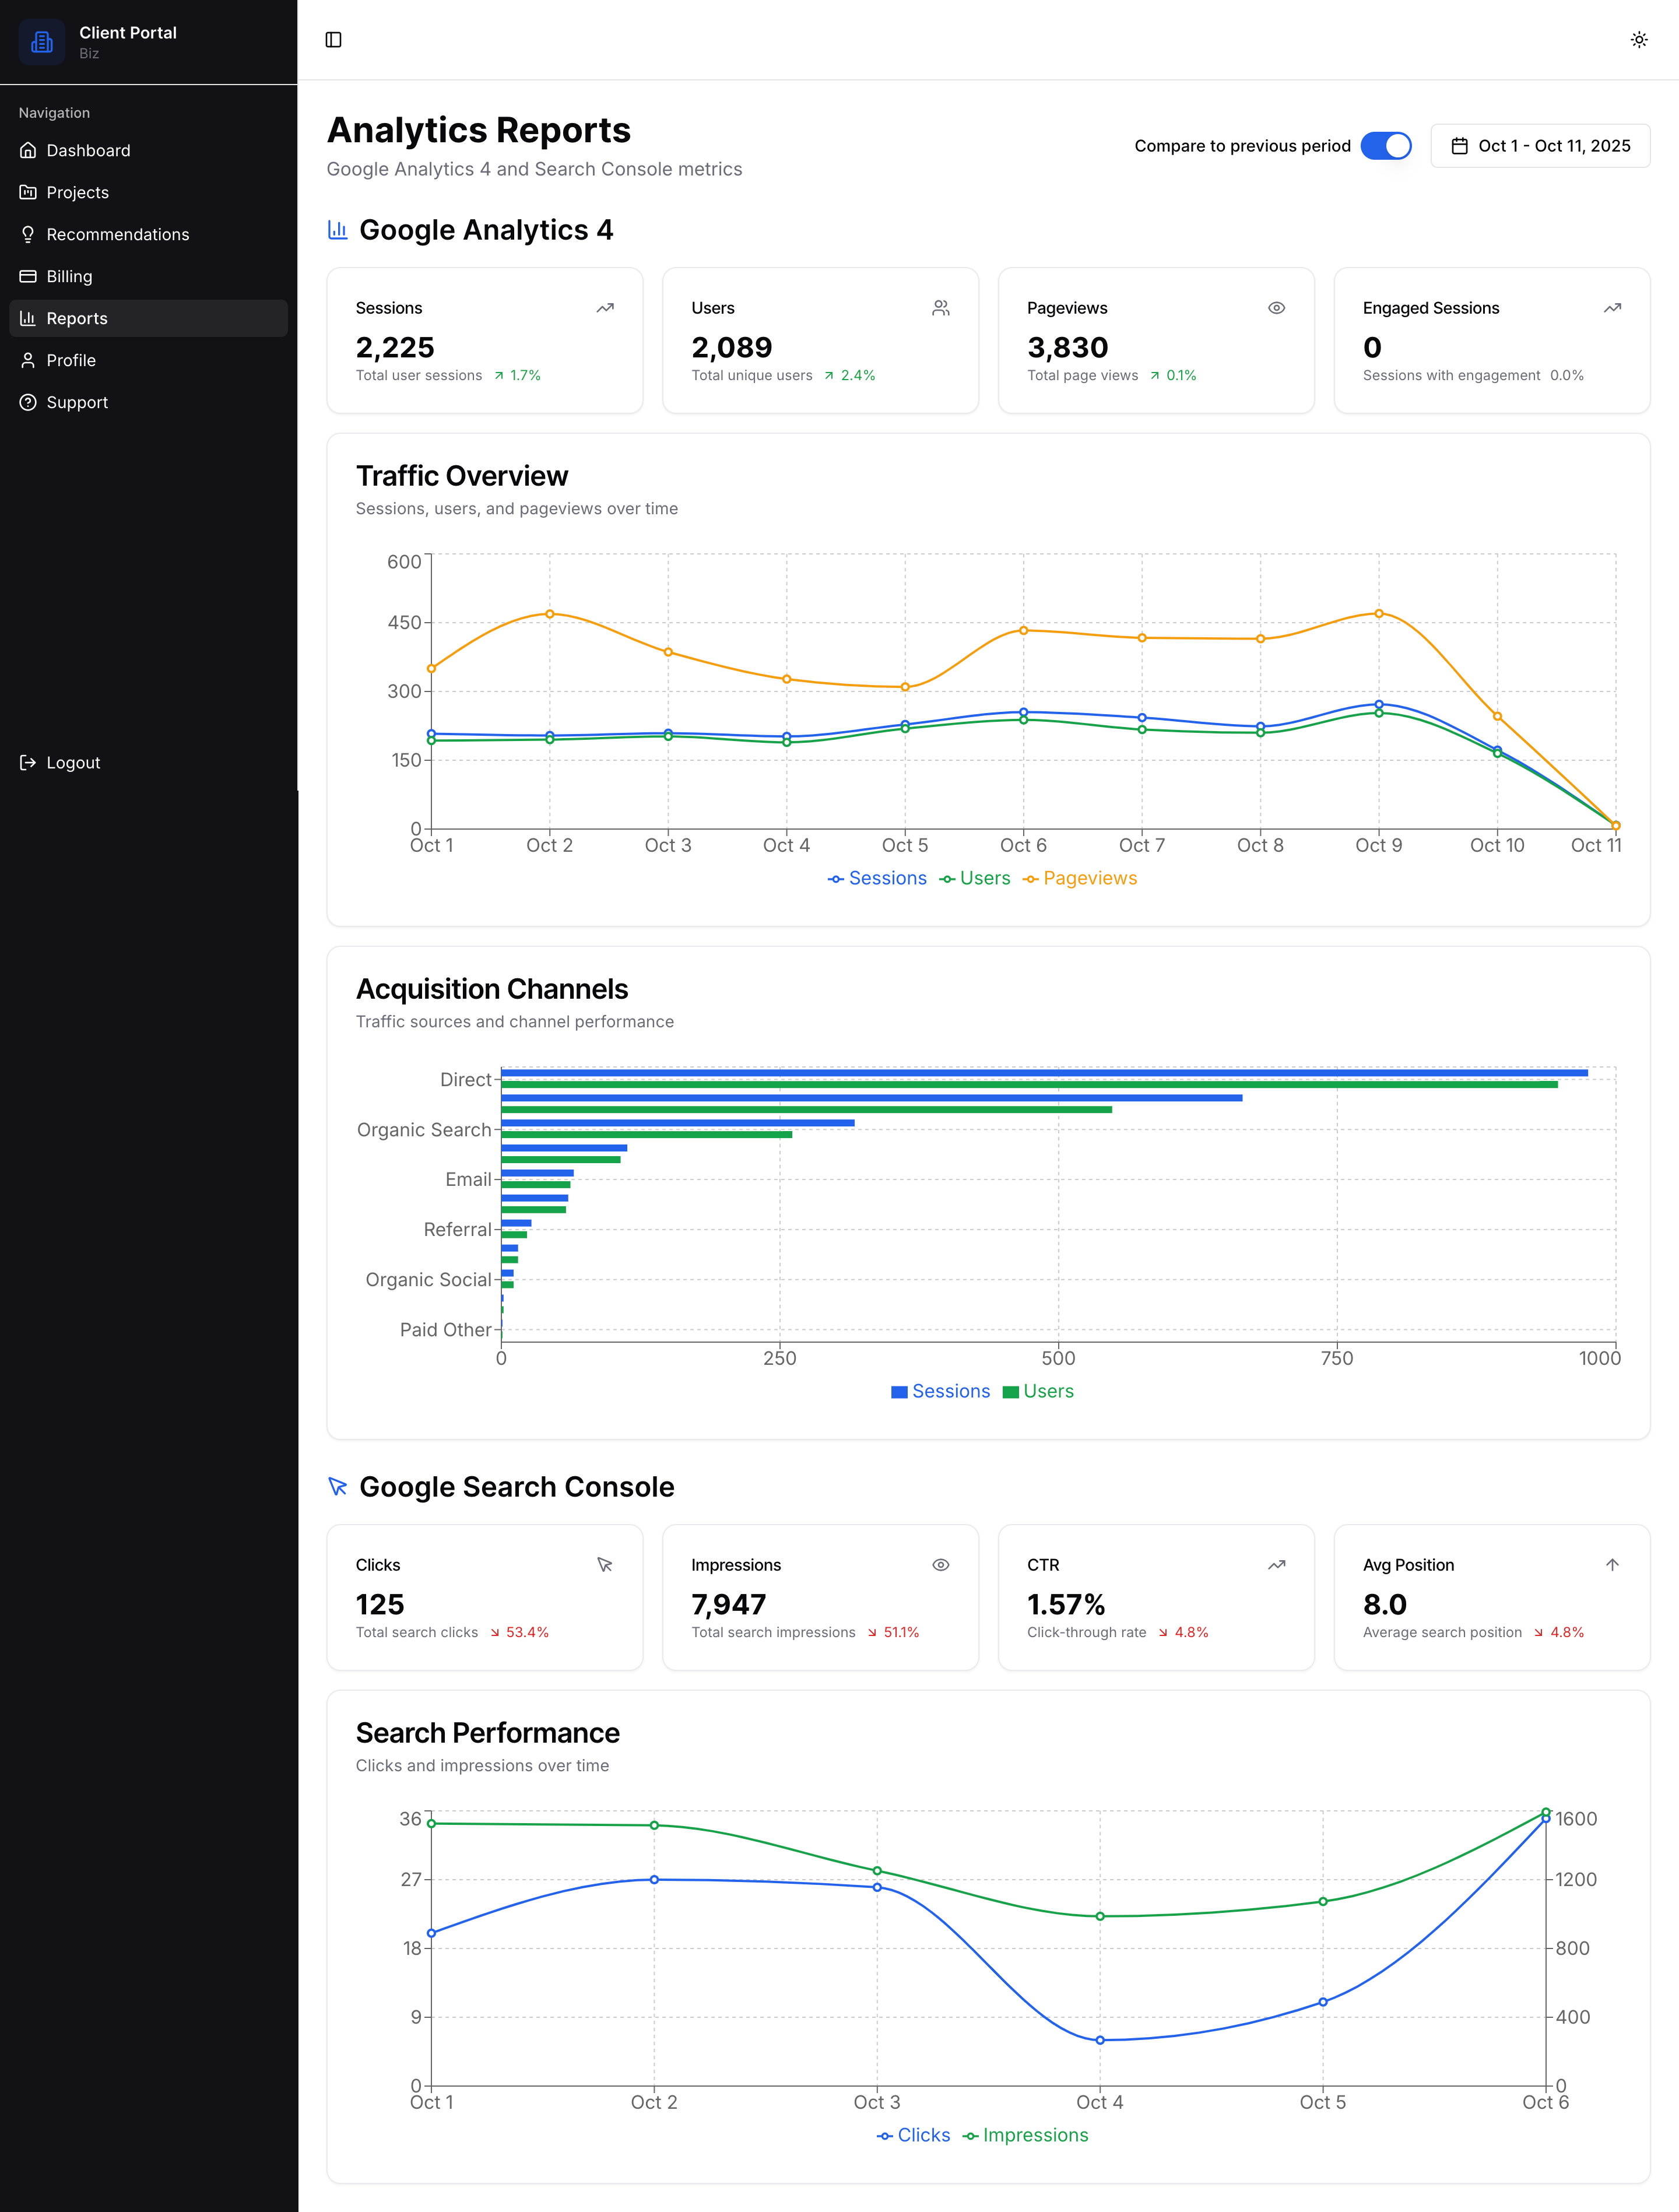 Client Portal
Biz
Navigation
Dashboard
Projects
Recommendations
Billing
Reports
Profile
Support
Logout
Analytics Reports
Google Analytics 4 and Search Console metrics
Compare to previous period
Oct 1 - Oct 11, 2025
Google Analytics 4
Sessions
2,225
Total user sessions 1.7%
Users
2,089
Total unique users 2.4%
Pageviews
3,830
Total page views 0.1%
Engaged Sessions
0
Sessions with engagement 0.0%
Traffic Overview
Sessions, users, and pageviews over time
600
450
300
150
0
Oct 1 Oct 2 Oct 3 Oct 4 Oct 5 Oct 6 Oct 7 Oct 8 Oct 9 Oct 10 Oct 11
Sessions Users Pageviews
Acquisition Channels
Traffic sources and channel performance
Direct
Organic Search
Email
Referral
Organic Social
Paid Other
0 250 500 750 1000
Sessions Users
Google Search Console
Clicks
125
Total search clicks 53.4%
Impressions
7,947
Total search impressions 51.1%
CTR
1.57%
Click-through rate 4.8%
Avg Position
8.0
Average search position 4.8%
Search Performance
Clicks and impressions over time
36 1600
27 1200
18 800
9 400
0 0
Oct 1 Oct 2 Oct 3 Oct 4 Oct 5 Oct 6
Clicks Impressions